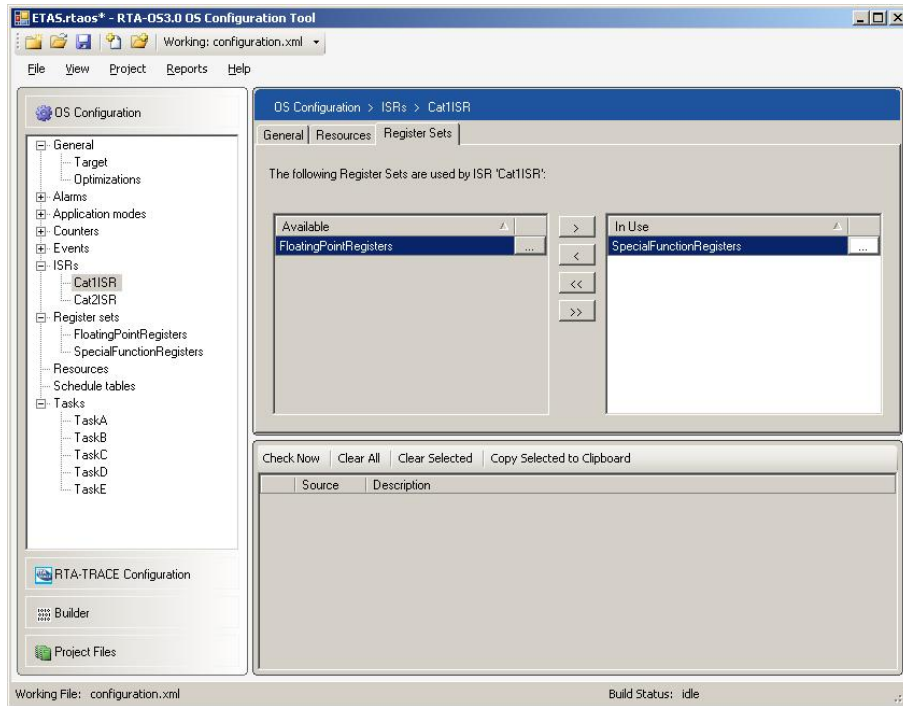 ETAS.rtaos* - RTA-OS3.0 OS Configuration Tool
Working: configuration.xml
File View Project Reports Help
OS Configuration
General
Target
Optimizations
Alarms
Application modes
Counters
Events
ISRs
Cat1ISR
Cat2ISR
Register sets
FloatingPointRegisters
SpecialFunctionRegisters
Resources
Schedule tables
Tasks
TaskA
TaskB
TaskC
TaskD
TaskE
RTA-TRACE Configuration
Builder
Project Files
OS Configuration > ISRs > Cat1ISR
General Resources Register Sets
The following Register Sets are used by ISR 'Cat1ISR':
Available
FloatingPointRegisters ...
>
<
<<
>>
In Use
SpecialFunctionRegisters ...
Check Now Clear All Clear Selected Copy Selected to Clipboard
Source Description
Working File: configuration.xml Build Status: idle